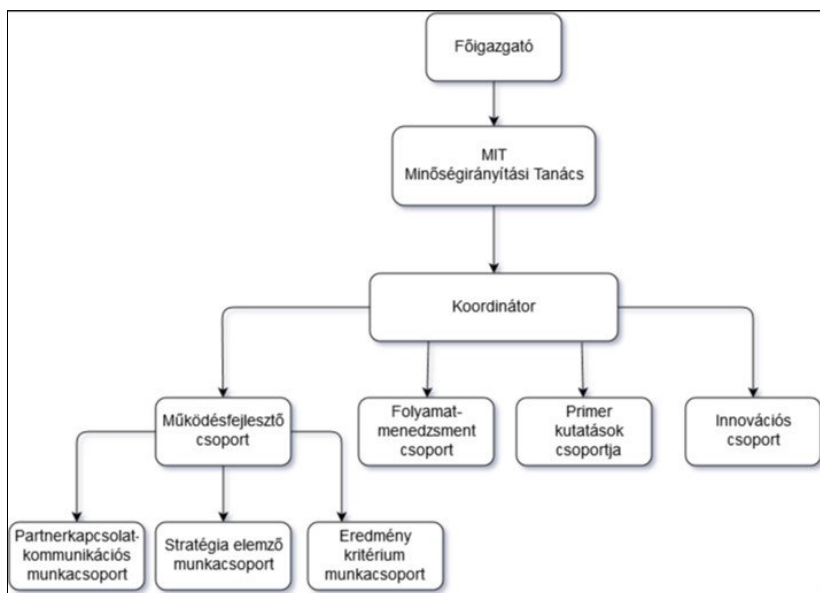 Főigazgató
MIT
Minőségirányítási Tanács
Koordinátor
Működésfejlesztő
csoport
Folyamat-
menedzsment
csoport
Primer
kutatások
csoportja
Innovációs
csoport
Partnerkapcsolat-
kommunikációs
munkacsoport
Stratégia elemző
munkacsoport
Eredmény
kritérium
munkacsoport